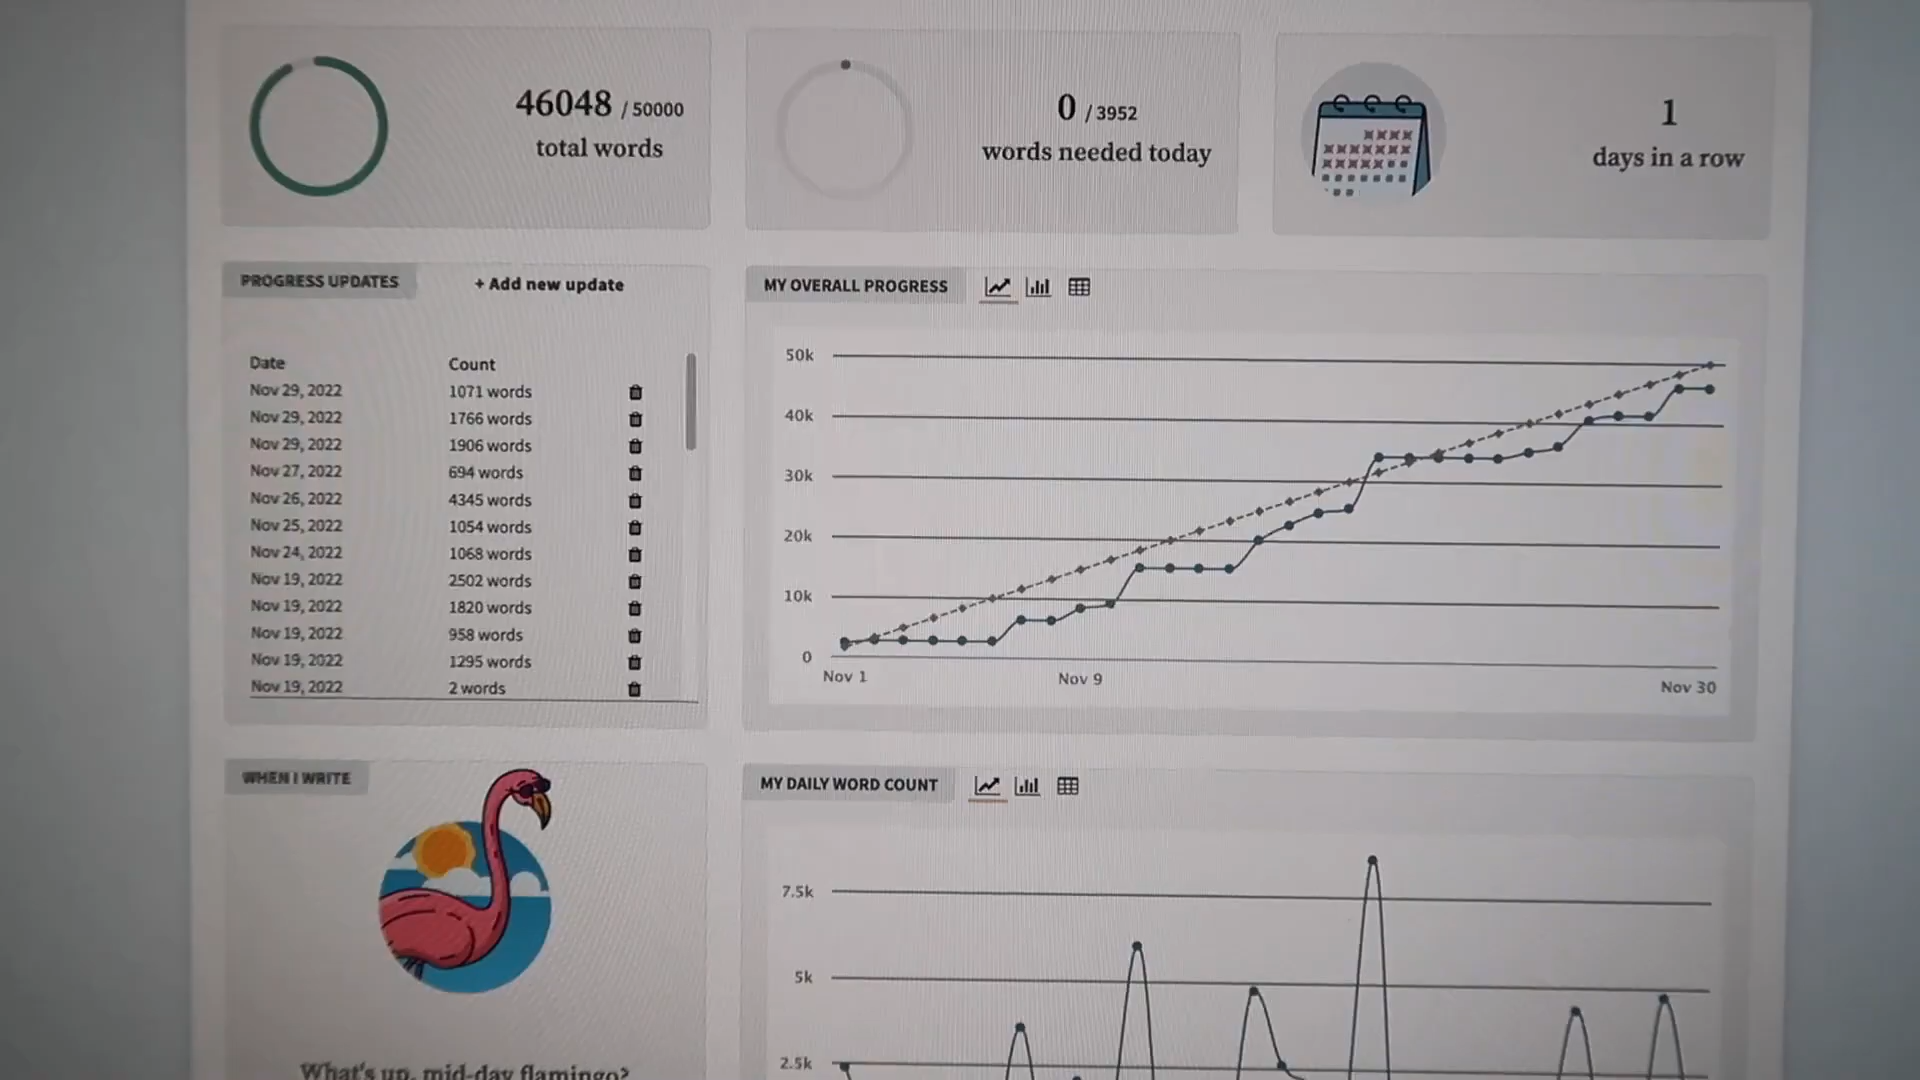 46048 / 50000
total words
0 / 3952
words needed today
1
days in a row
PROGRESS UPDATES
+ Add new update
Date Count
Nov 29, 2022 1071 words
Nov 29, 2022 1766 words
Nov 29, 2022 1906 words
Nov 27, 2022 694 words
Nov 26, 2022 4345 words
Nov 25, 2022 1054 words
Nov 24, 2022 1068 words
Nov 19, 2022 2502 words
Nov 19, 2022 1820 words
Nov 19, 2022 958 words
Nov 19, 2022 1295 words
Nov 19, 2022 2 words
MY OVERALL PROGRESS
50k
40k
30k
20k
10k
0
Nov 1 Nov 9 Nov 30
WHEN I WRITE
What's up, mid-day flamingo?
MY DAILY WORD COUNT
7.5k
5k
2.5k